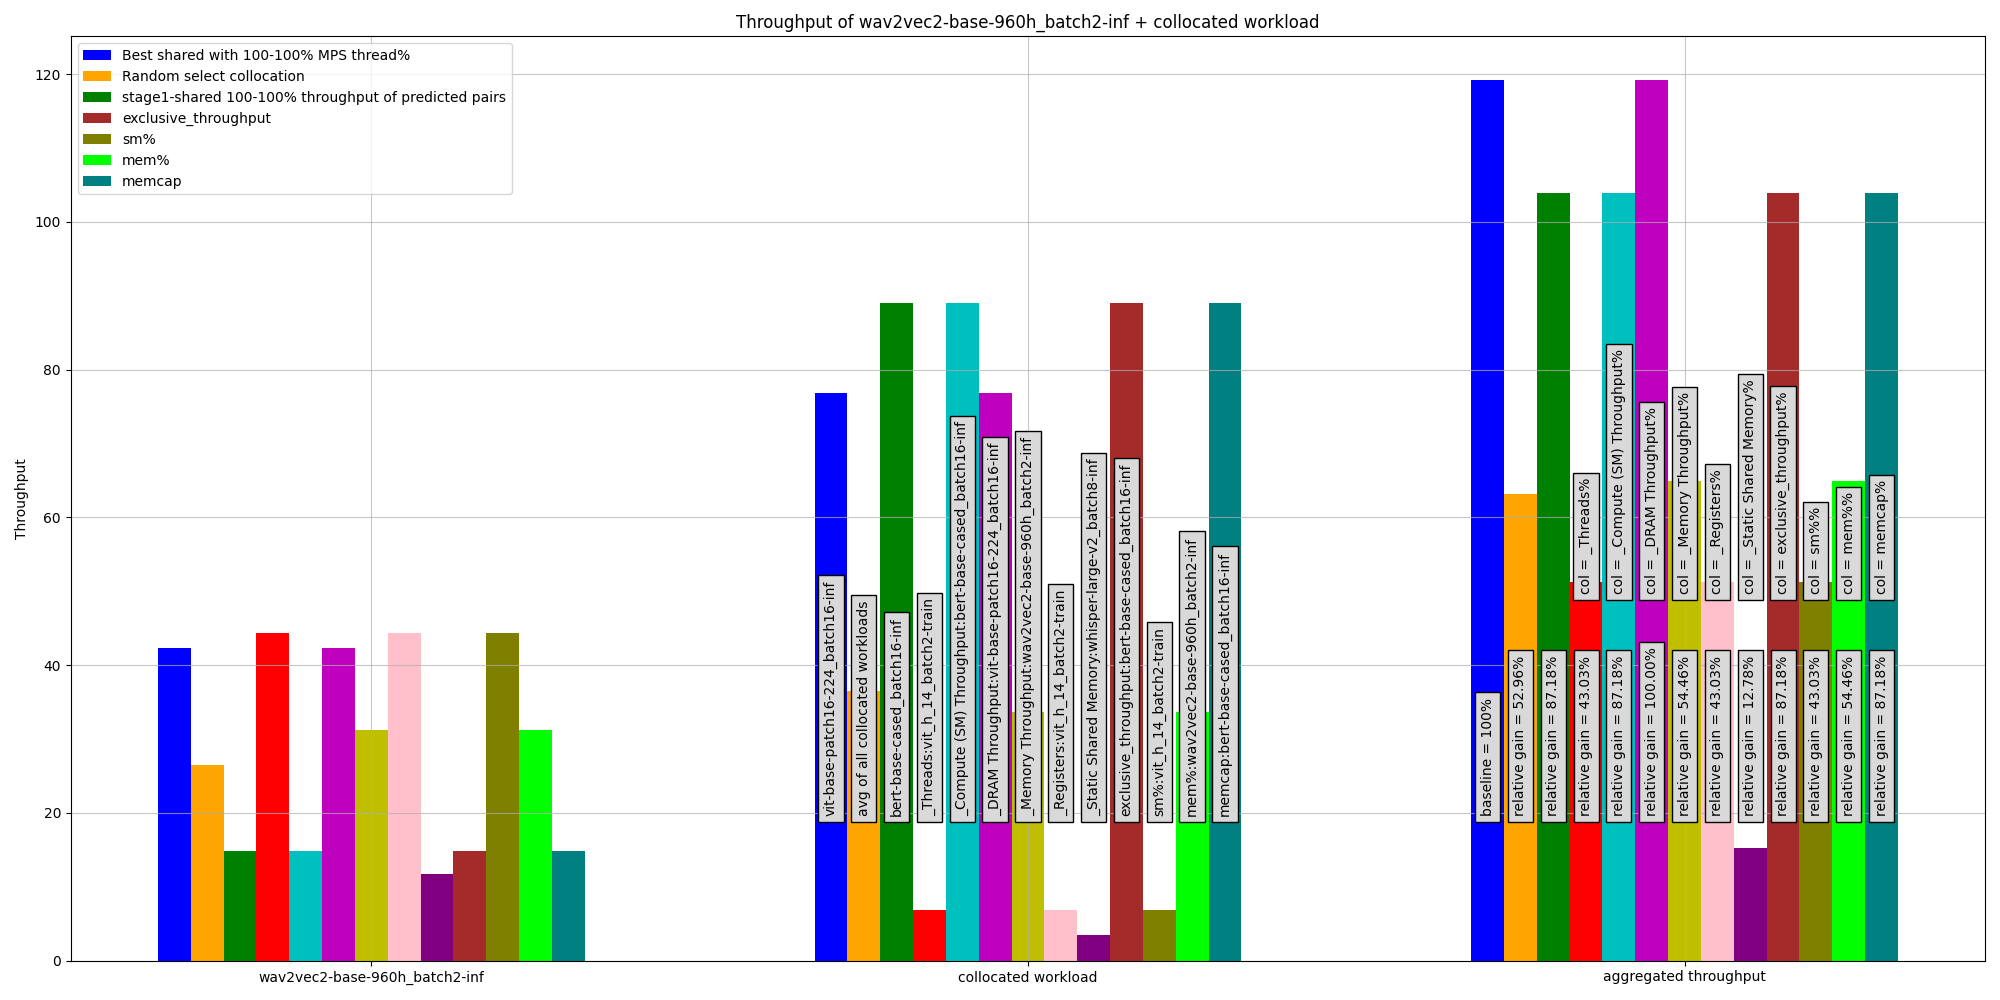 Throughput of wav2vec2-base-960h_batch2-inf + collocated workload
Best shared with 100-100% MPS thread%
Random select collocation
stage1-shared 100-100% throughput of predicted pairs
exclusive_throughput
sm%
mem%
memcap
Throughput
120
100
80
60
40
20
0
vit-base-patch16-224_batch16-inf
avg of all collocated workloads
bert-base-cased_batch16-inf
_Threads:vit_h_14_batch2-train
_Compute (SM) Throughput:bert-base-cased_batch16-inf
_DRAM Throughput:vit-base-patch16-224_batch16-inf
_Memory Throughput:wav2vec2-base-960h_batch2-inf
_Registers:vit_h_14_batch2-train
_Static Shared Memory:whisper-large-v2_batch8-inf
exclusive_throughput:bert-base-cased_batch16-inf
sm%:vit_h_14_batch2-train
mem%:wav2vec2-base-960h_batch2-inf
memcap:bert-base-cased_batch16-inf
col = _Threads%
col = _Compute (SM) Throughput%
col = _DRAM Throughput%
col = _Memory Throughput%
col = _Registers%
col = _Static Shared Memory%
col = exclusive_throughput%
col = sm%%
col = mem%%
col = memcap%
baseline = 100%
relative gain = 52.96%
relative gain = 87.18%
relative gain = 43.03%
relative gain = 87.18%
relative gain = 100.00%
relative gain = 54.46%
relative gain = 43.03%
relative gain = 12.78%
relative gain = 87.18%
relative gain = 43.03%
relative gain = 54.46%
relative gain = 87.18%
wav2vec2-base-960h_batch2-inf
collocated workload
aggregated throughput